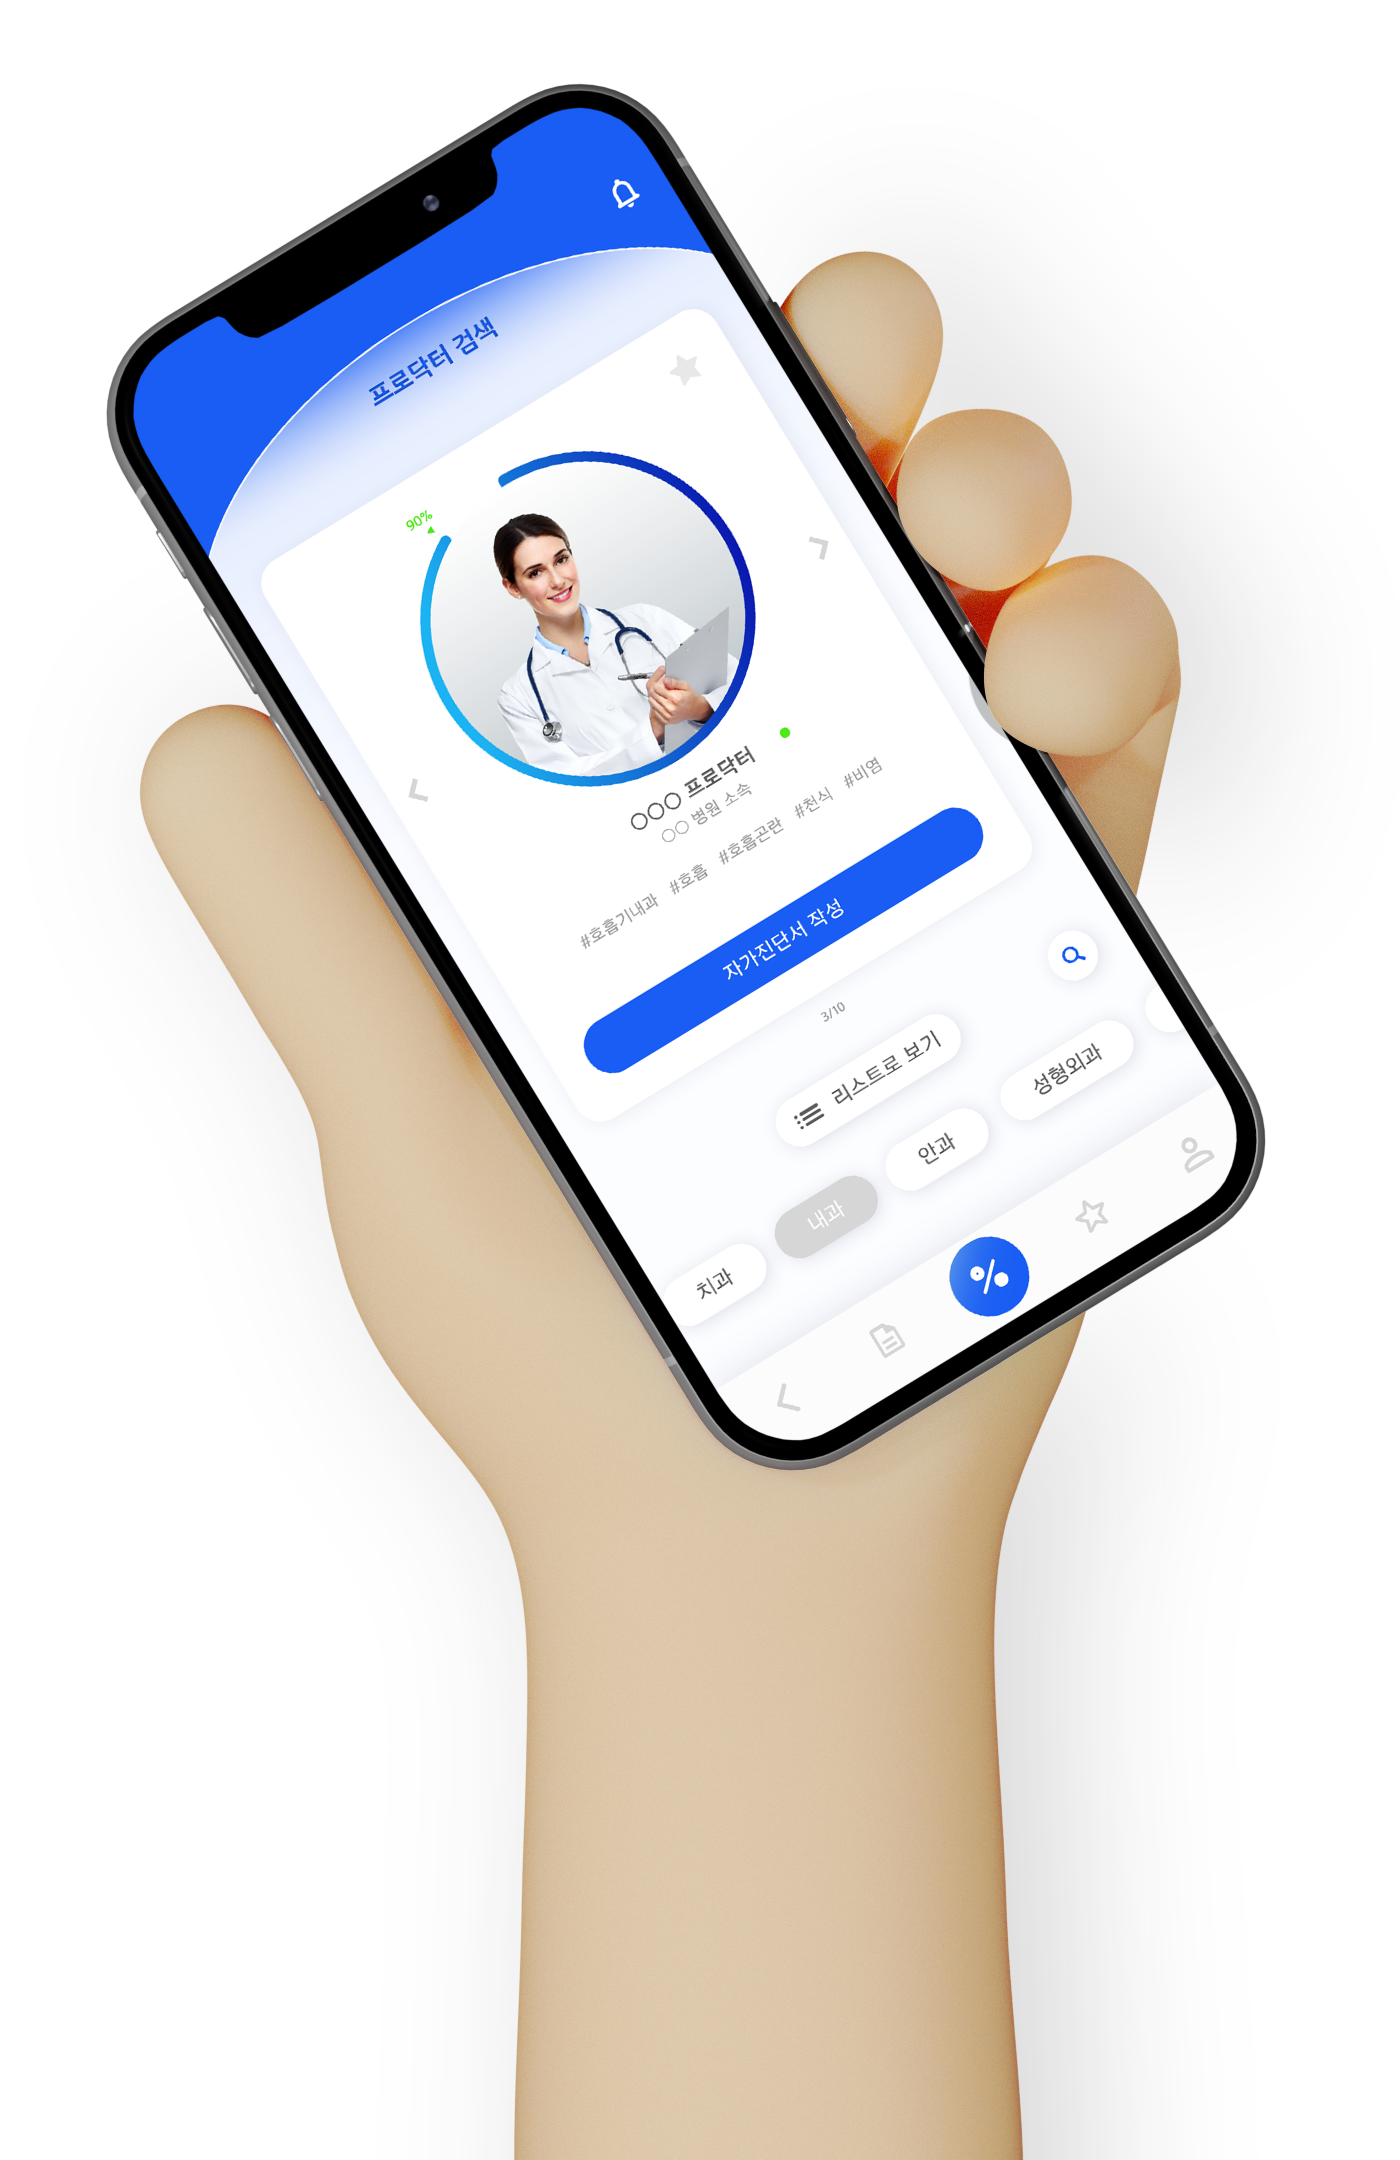 프로닥터 검색
90%
○○○ 프로닥터
○○ 병원 소속
#호흡기내과 #호흡 #호흡곤란 #천식 #비염
자가진단서 작성
3/10
리스트로 보기
치과 내과 안과 성형외과